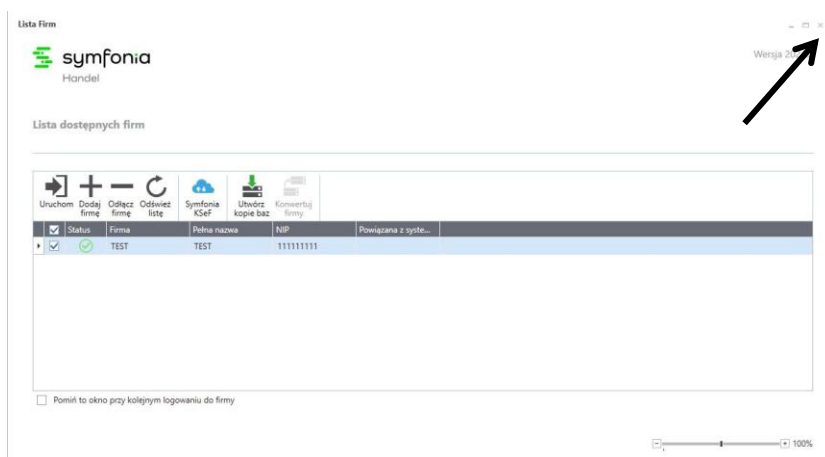 Lista Firm
symfonia
Handel
Wersja
Lista dostępnych firm
Uruchom Dodaj firmę Odłącz firmę Odśwież listę Symfonia KSeF Utwórz kopie baz Konwertuj firmy
Status Firma Pełna nazwa NIP Powiązana z syste...
TEST TEST 111111111
Pomiń to okno przy kolejnym logowaniu do firmy
100%